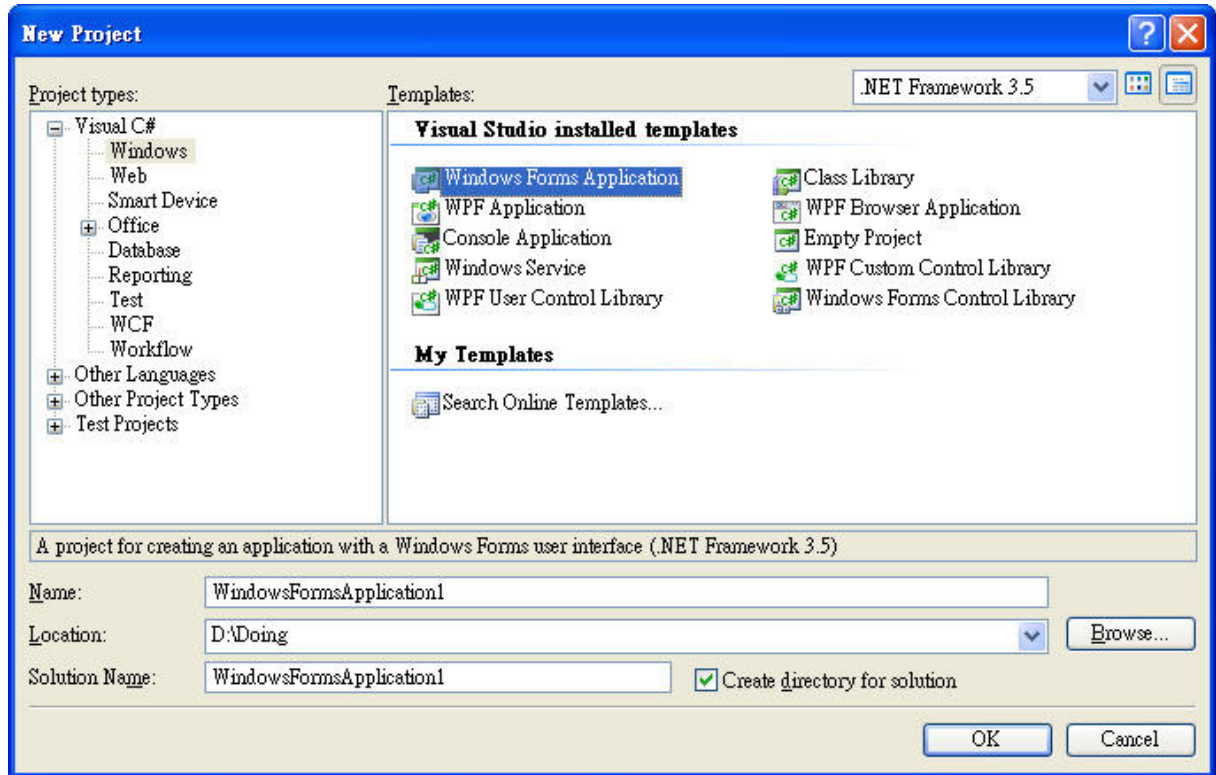 New Project
Project types:
Templates:
.NET Framework 3.5
Visual C#
Windows
Web
Smart Device
Office
Database
Reporting
Test
WCF
Workflow
Other Languages
Other Project Types
Test Projects
Visual Studio installed templates
Windows Forms Application
Class Library
WPF Application
WPF Browser Application
Console Application
Empty Project
Windows Service
WPF Custom Control Library
WPF User Control Library
Windows Forms Control Library
My Templates
Search Online Templates...
A project for creating an application with a Windows Forms user interface (.NET Framework 3.5)
Name:
WindowsFormsApplication1
Location:
D:\Doing
Browse...
Solution Name:
WindowsFormsApplication1
Create directory for solution
OK
Cancel